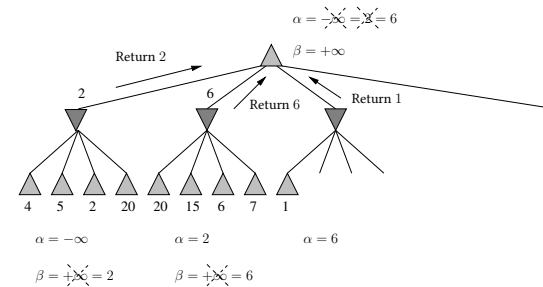 α = −∞ = 2 = 6
β = +∞
Return 2
2
6
Return 6
Return 1
4 5 2 20 20 15 6 7 1
α = −∞ α = 2 α = 6
β = +∞ = 2 β = +∞ = 6